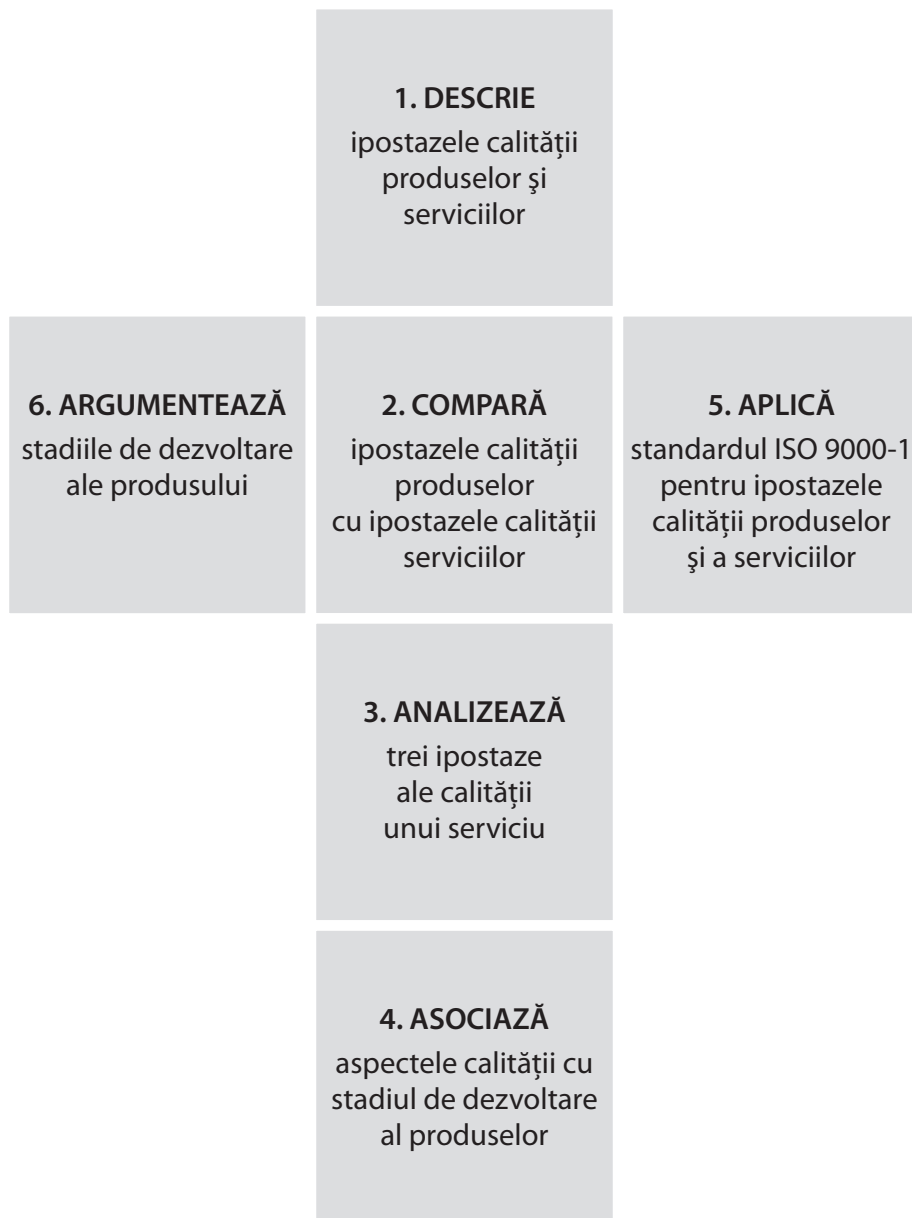 1. DESCRIE
ipostazele calității
produselor şi
serviciilor
6. ARGUMENTEAZĂ
stadiile de dezvoltare
ale produsului
2. COMPARĂ
ipostazele calității
produselor
cu ipostazele calității
serviciilor
5. APLICĂ
standardul ISO 9000-1
pentru ipostazele
calității produselor
şi a serviciilor
3. ANALIZEAZĂ
trei ipostaze
ale calității
unui serviciu
4. ASOCIAZĂ
aspectele calității cu
stadiul de dezvoltare
al produselor